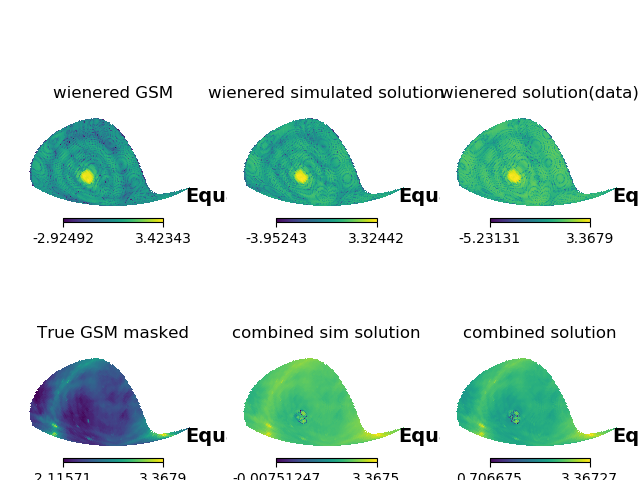 wienered GSM
wienered simulated solution
wienered solution(data)
Equ
Equ
Eq
-2.92492 3.42343
-3.95243 3.32442
-5.23131 3.3679
True GSM masked
combined sim solution
combined solution
Equ
Equ
Eq
2.11571 3.3679
-0.00751247 3.3675
0.706675 3.36727